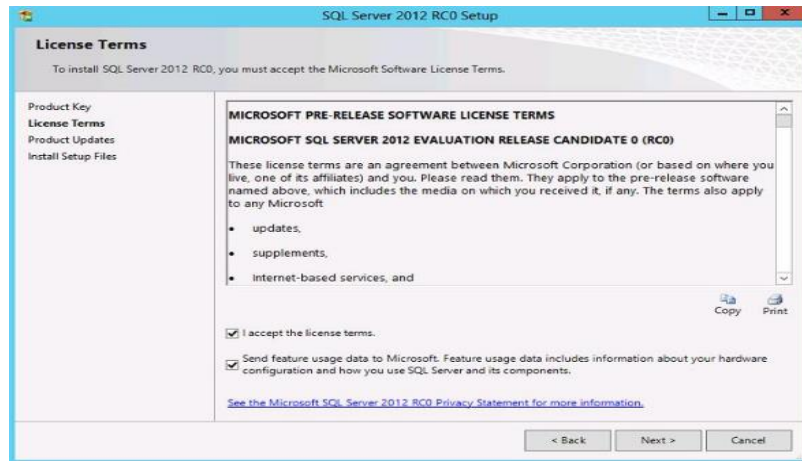 SQL Server 2012 RC0 Setup
License Terms
To install SQL Server 2012 RC0, you must accept the Microsoft Software License Terms.
Product Key
License Terms
Product Updates
Install Setup Files
MICROSOFT PRE-RELEASE SOFTWARE LICENSE TERMS
MICROSOFT SQL SERVER 2012 EVALUATION RELEASE CANDIDATE 0 (RC0)
These license terms are an agreement between Microsoft Corporation (or based on where you
live, one of its affiliates) and you. Please read them. They apply to the pre-release software
named above, which includes the media on which you received it, if any. The terms also apply
to any Microsoft
• updates,
• supplements,
• Internet-based services, and
Copy Print
I accept the license terms.
Send feature usage data to Microsoft. Feature usage data includes information about your hardware
configuration and how you use SQL Server and its components.
See the Microsoft SQL Server 2012 RC0 Privacy Statement for more information.
< Back Next > Cancel